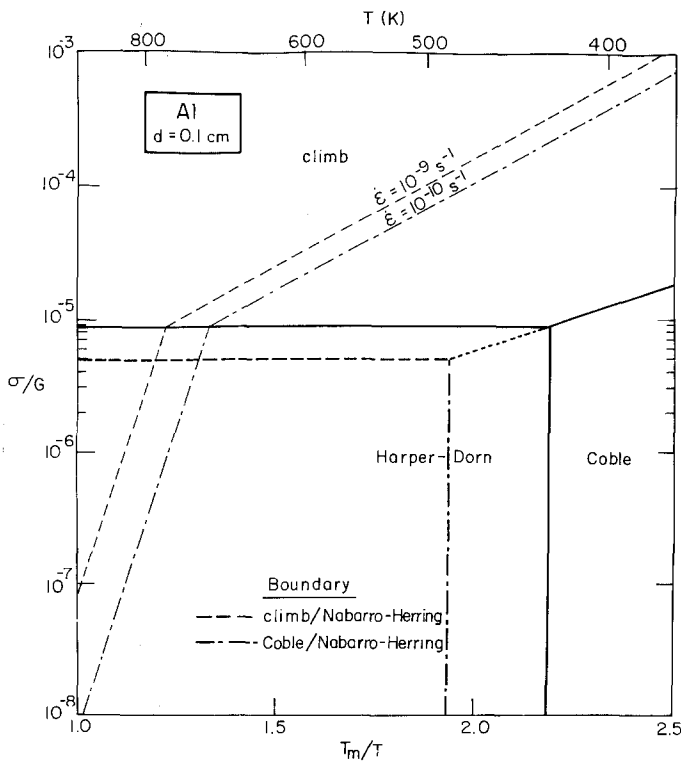 T (K)
800 600 500 400
10-3
Al
d = 0.1 cm
climb
ε̇ = 10-9 s-1
ε̇ = 10-10 s-1
10-4
10-5
σ/G
10-6
Harper-Dorn
Coble
10-7
Boundary
climb/Nabarro-Herring
Coble/Nabarro-Herring
10-8
1.0 1.5 2.0 2.5
Tm/T